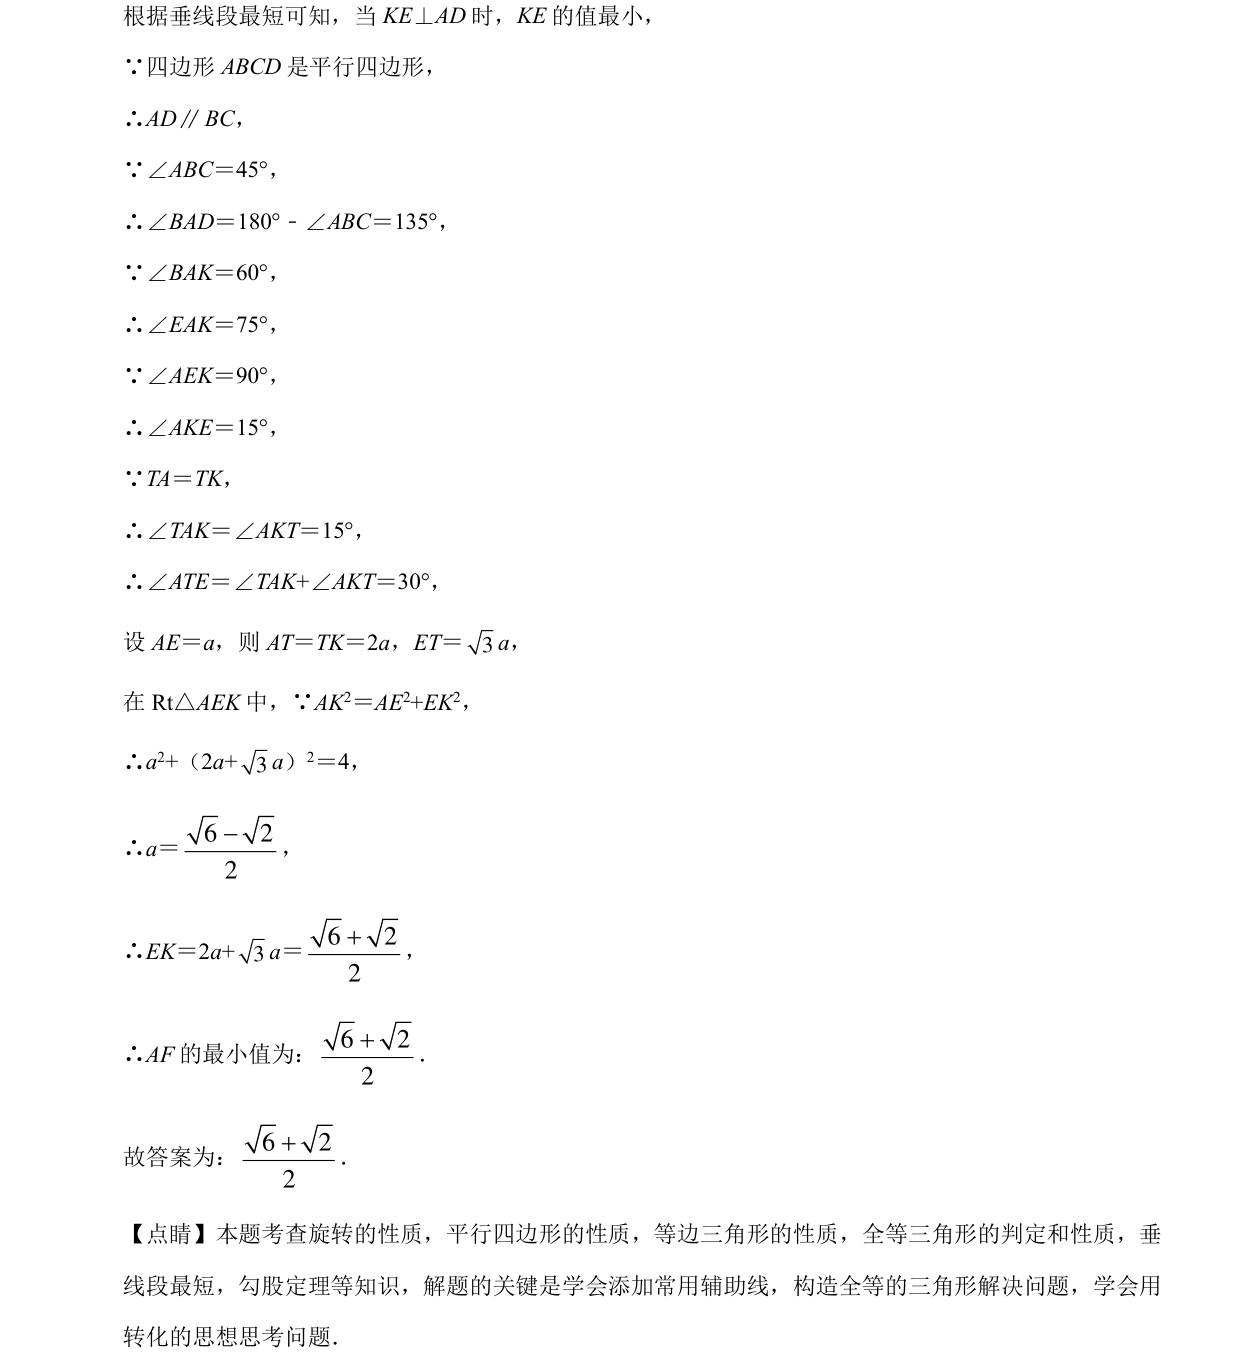 根据垂线段最短可知，当 KE⊥AD 时，KE 的值最小，
∵四边形 ABCD 是平行四边形，
∴AD∥BC，
∵∠ABC＝45°，
∴∠BAD＝180°﹣∠ABC＝135°，
∵∠BAK＝60°，
∴∠EAK＝75°，
∵∠AEK＝90°，
∴∠AKE＝15°，
∵TA＝TK，
∴∠TAK＝∠AKT＝15°，
∴∠ATE＝∠TAK+∠AKT＝30°，
设 AE＝a，则 AT＝TK＝2a，ET＝√3a，
在 Rt△AEK 中，∵AK²＝AE²+EK²，
∴a²+（2a+√3a）²＝4，
∴a＝(√6−√2)/2，
∴EK＝2a+√3a＝(√6+√2)/2，
∴AF 的最小值为：(√6+√2)/2．
故答案为：(√6+√2)/2．
【点睛】本题考查旋转的性质，平行四边形的性质，等边三角形的性质，全等三角形的判定和性质，垂
线段最短，勾股定理等知识，解题的关键是学会添加常用辅助线，构造全等的三角形解决问题，学会用
转化的思想思考问题．